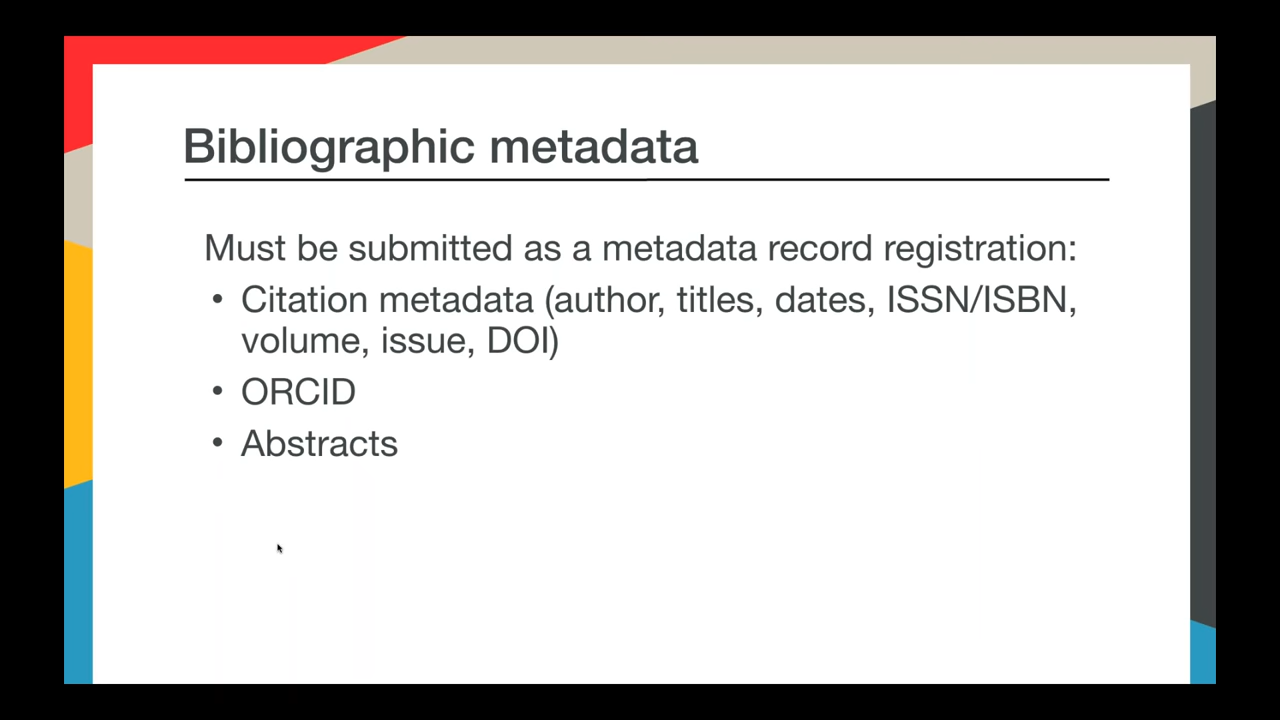 Bibliographic metadata
Must be submitted as a metadata record registration:
• Citation metadata (author, titles, dates, ISSN/ISBN,
volume, issue, DOI)
• ORCID
• Abstracts